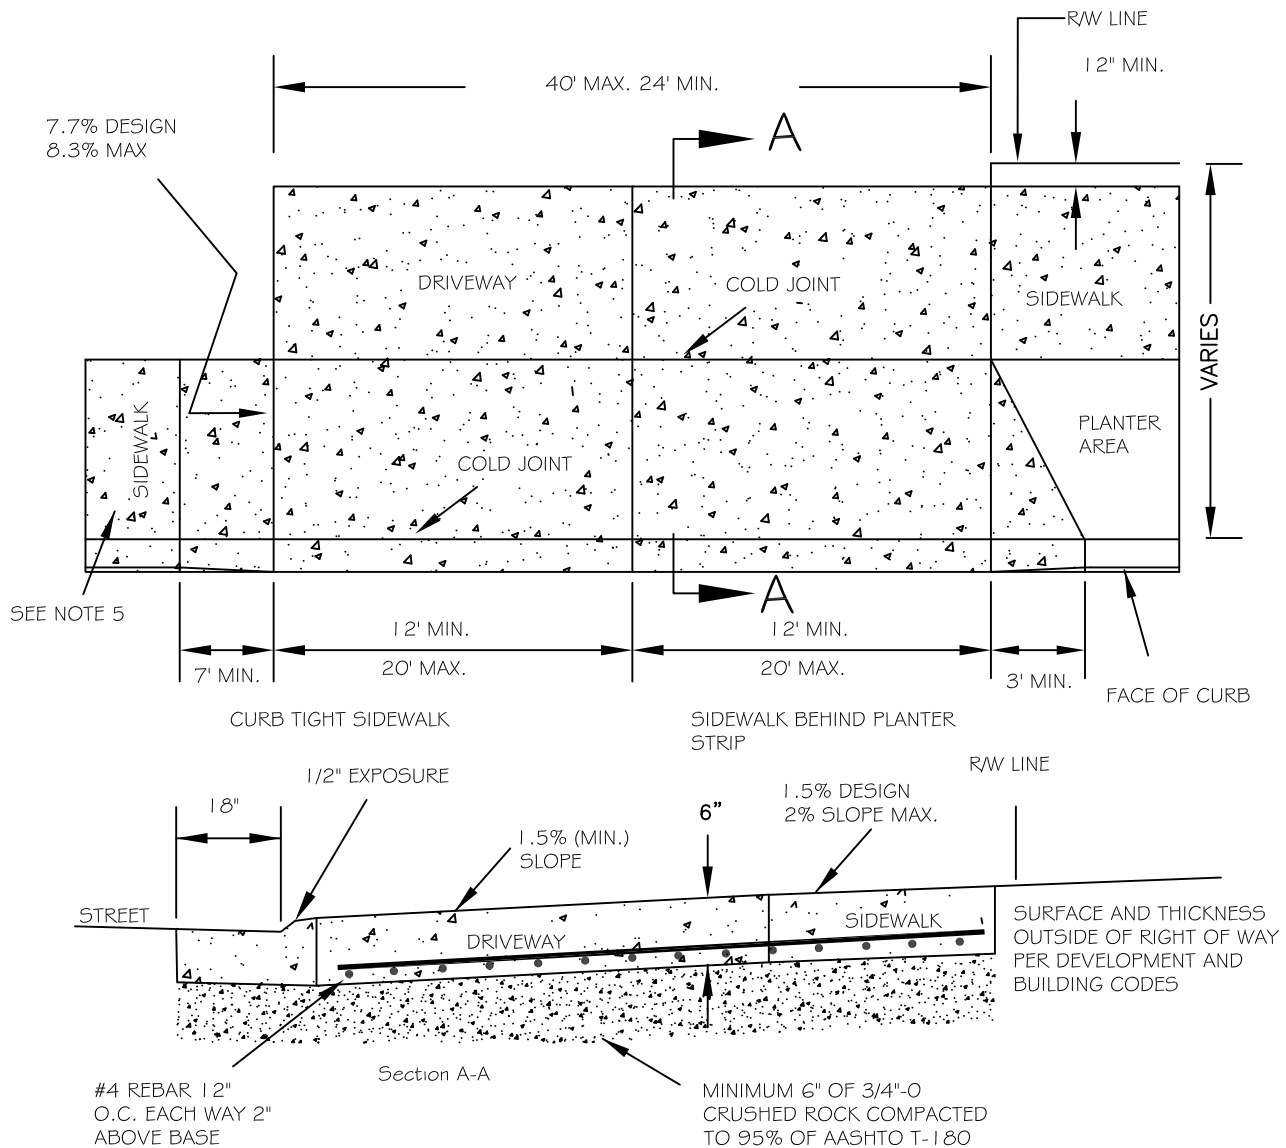 R/W LINE
12" MIN.
40' MAX. 24' MIN.
7.7% DESIGN
8.3% MAX
A
DRIVEWAY
COLD JOINT
SIDEWALK
VARIES
SIDEWALK
PLANTER
AREA
COLD JOINT
SEE NOTE 5
A
12' MIN.
12' MIN.
7' MIN.
20' MAX.
20' MAX.
3' MIN.
FACE OF CURB
CURB TIGHT SIDEWALK
SIDEWALK BEHIND PLANTER
STRIP
R/W LINE
1/2" EXPOSURE
18"
1.5% DESIGN
2% SLOPE MAX.
6”
1.5% (MIN.)
SLOPE
STREET
DRIVEWAY
SIDEWALK
SURFACE AND THICKNESS
OUTSIDE OF RIGHT OF WAY
PER DEVELOPMENT AND
BUILDING CODES
Section A-A
#4 REBAR 12"
O.C. EACH WAY 2"
ABOVE BASE
MINIMUM 6" OF 3/4"-0
CRUSHED ROCK COMPACTED
TO 95% OF AASHTO T-180